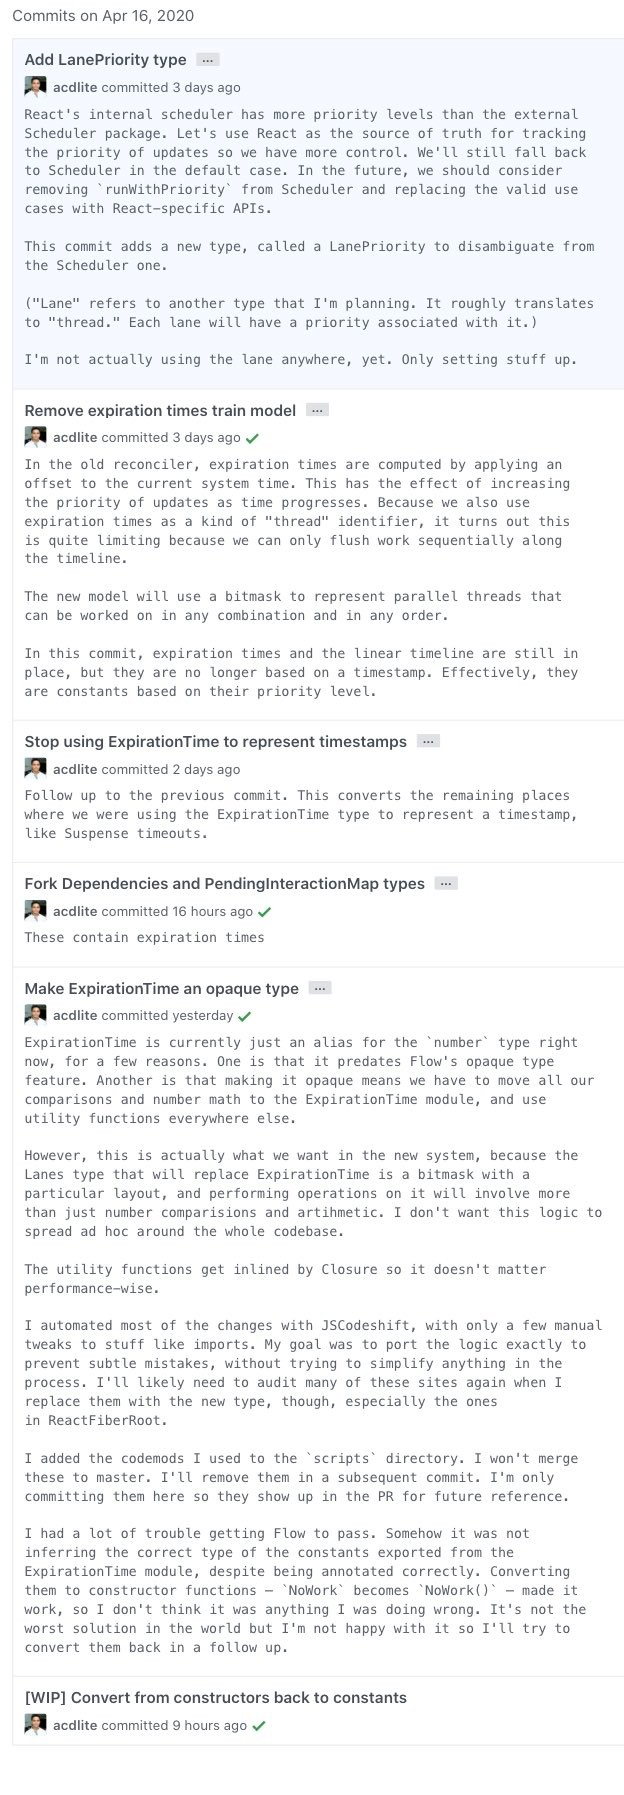 Commits on Apr 16, 2020
Add LanePriority type ...
acdlite committed 3 days ago
React's internal scheduler has more priority levels than the external
Scheduler package. Let's use React as the source of truth for tracking
the priority of updates so we have more control. We'll still fall back
to Scheduler in the default case. In the future, we should consider
removing `runWithPriority` from Scheduler and replacing the valid use
cases with React-specific APIs.
This commit adds a new type, called a LanePriority to disambiguate from
the Scheduler one.
("Lane" refers to another type that I'm planning. It roughly translates
to "thread." Each lane will have a priority associated with it.)
I'm not actually using the lane anywhere, yet. Only setting stuff up.
Remove expiration times train model ...
acdlite committed 3 days ago
In the old reconciler, expiration times are computed by applying an
offset to the current system time. This has the effect of increasing
the priority of updates as time progresses. Because we also use
expiration times as a kind of "thread" identifier, it turns out this
is quite limiting because we can only flush work sequentially along
the timeline.
The new model will use a bitmask to represent parallel threads that
can be worked on in any combination and in any order.
In this commit, expiration times and the linear timeline are still in
place, but they are no longer based on a timestamp. Effectively, they
are constants based on their priority level.
Stop using ExpirationTime to represent timestamps ...
acdlite committed 2 days ago
Follow up to the previous commit. This converts the remaining places
where we were using the ExpirationTime type to represent a timestamp,
like Suspense timeouts.
Fork Dependencies and PendingInteractionMap types ...
acdlite committed 16 hours ago
These contain expiration times
Make ExpirationTime an opaque type ...
acdlite committed yesterday
ExpirationTime is currently just an alias for the `number` type right
now, for a few reasons. One is that it predates Flow's opaque type
feature. Another is that making it opaque means we have to move all our
comparisons and number math to the ExpirationTime module, and use
utility functions everywhere else.
However, this is actually what we want in the new system, because the
Lanes type that will replace ExpirationTime is a bitmask with a
particular layout, and performing operations on it will involve more
than just number comparisions and artihmetic. I don't want this logic to
spread ad hoc around the whole codebase.
The utility functions get inlined by Closure so it doesn't matter
performance-wise.
I automated most of the changes with JSCodeshift, with only a few manual
tweaks to stuff like imports. My goal was to port the logic exactly to
prevent subtle mistakes, without trying to simplify anything in the
process. I'll likely need to audit many of these sites again when I
replace them with the new type, though, especially the ones
in ReactFiberRoot.
I added the codemods I used to the `scripts` directory. I won't merge
these to master. I'll remove them in a subsequent commit. I'm only
committing them here so they show up in the PR for future reference.
I had a lot of trouble getting Flow to pass. Somehow it was not
inferring the correct type of the constants exported from the
ExpirationTime module, despite being annotated correctly. Converting
them to constructor functions — `NoWork` becomes `NoWork()` — made it
work, so I don't think it was anything I was doing wrong. It's not the
worst solution in the world but I'm not happy with it so I'll try to
convert them back in a follow up.
[WIP] Convert from constructors back to constants
acdlite committed 9 hours ago